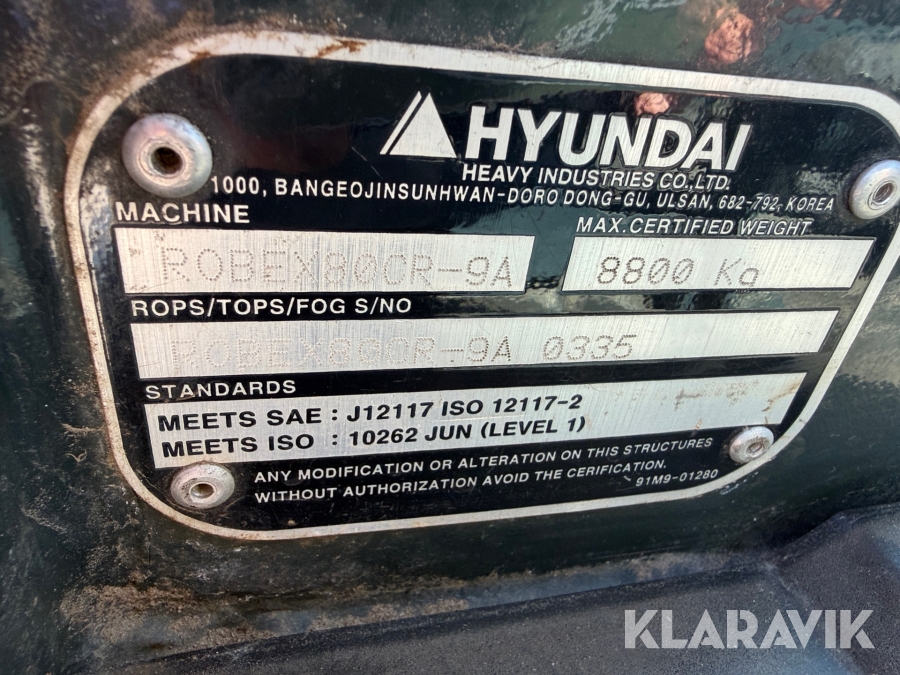 HYUNDAI
HEAVY INDUSTRIES CO.,LTD.
1000, BANGEOJINSUNHWAN-DORO DONG-GU, ULSAN, 682-792, KOREA
MACHINE
MAX.CERTIFIED WEIGHT
ROBEX80CR-9A
8800 Kg
ROPS/TOPS/FOG S/NO
ROBEX80CR-9A 0335
STANDARDS
MEETS SAE : J12117 ISO 12117-2
MEETS ISO : 10262 JUN (LEVEL 1)
ANY MODIFICATION OR ALTERATION ON THIS STRUCTURES
WITHOUT AUTHORIZATION AVOID THE CERIFICATION.
91M9-01280
KLARAVIK